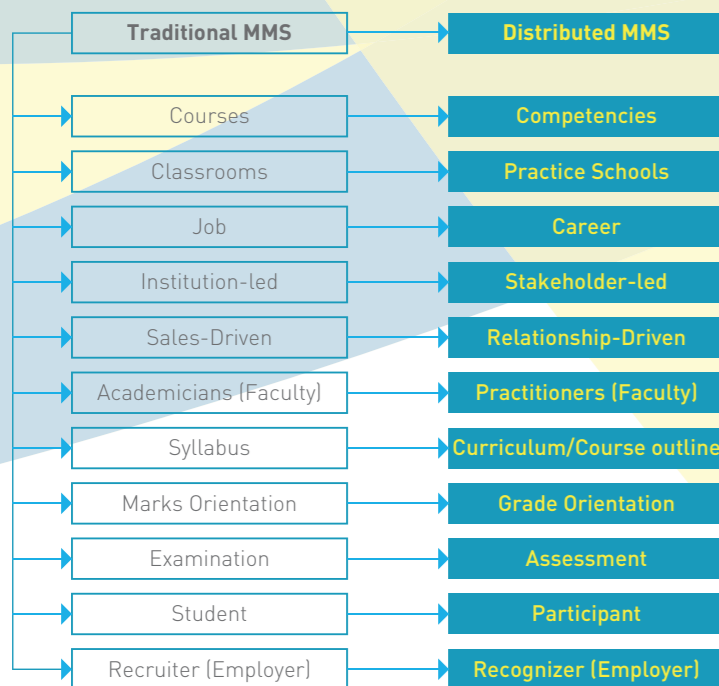 Traditional MMS Distributed MMS
Courses Competencies
Classrooms Practice Schools
Job Career
Institution-led Stakeholder-led
Sales-Driven Relationship-Driven
Academicians (Faculty) Practitioners (Faculty)
Syllabus Curriculum/Course outline
Marks Orientation Grade Orientation
Examination Assessment
Student Participant
Recruiter (Employer) Recognizer (Employer)